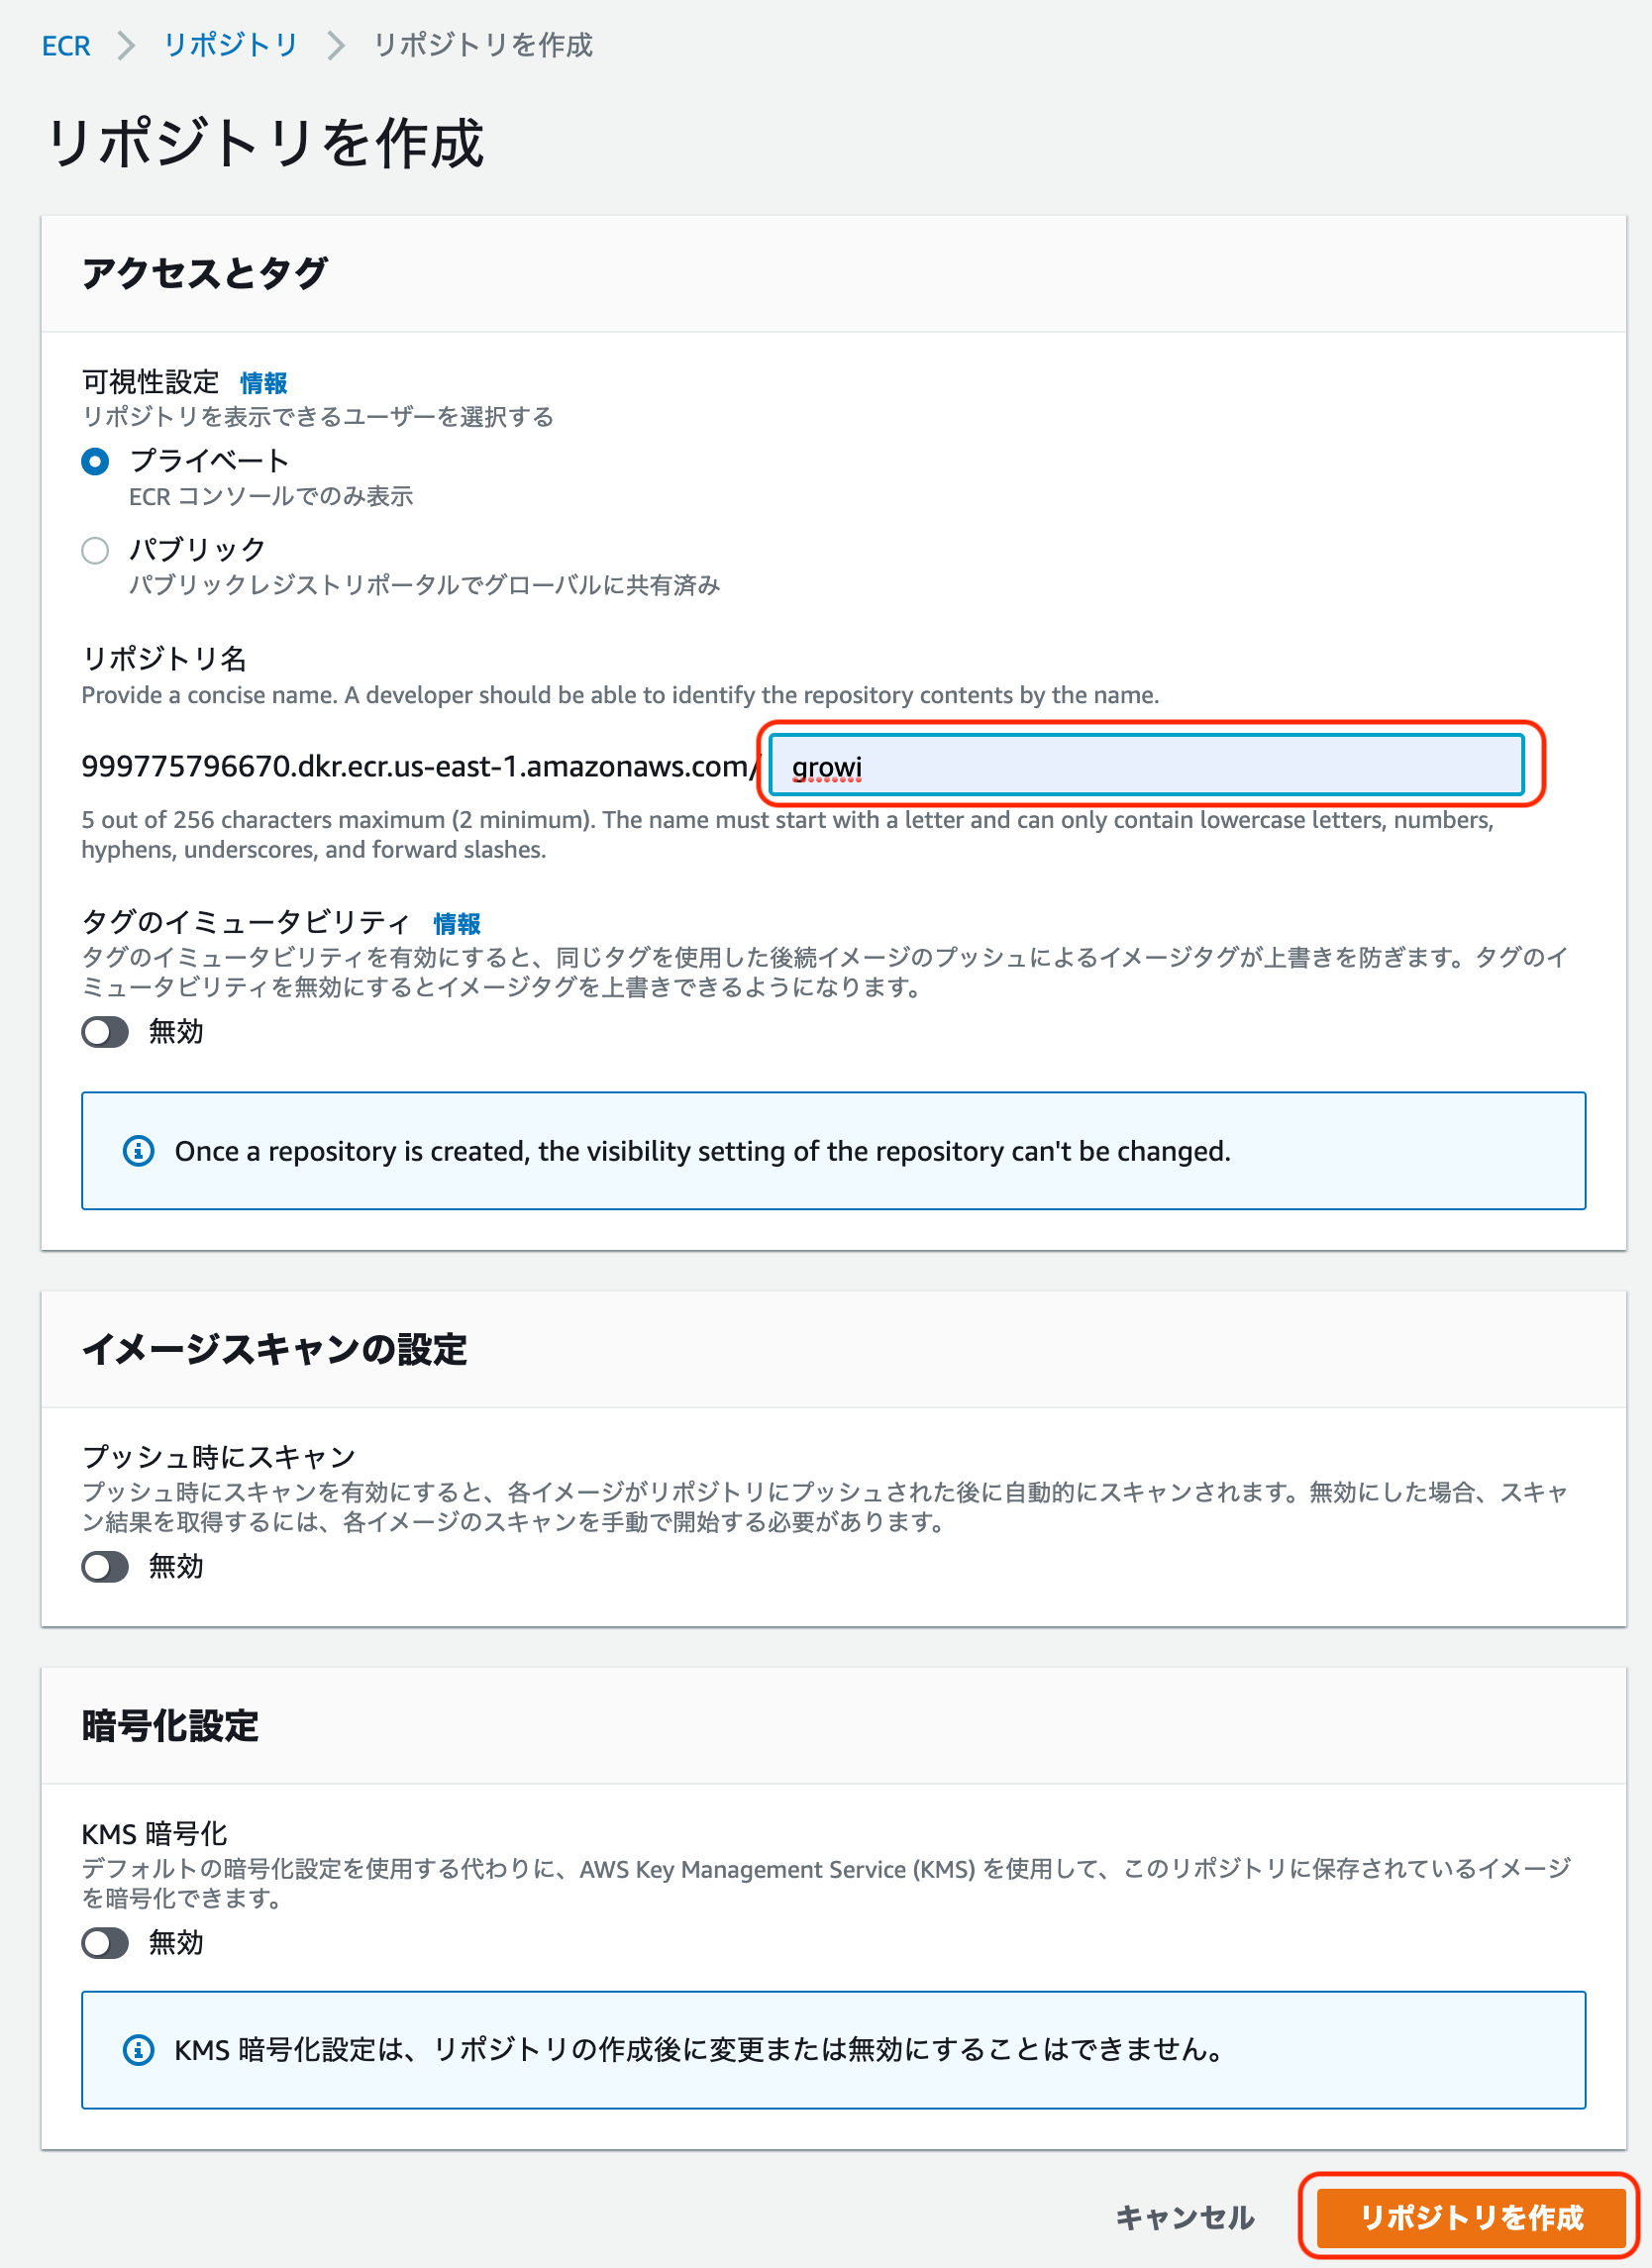 ECR > リポジトリ > リポジトリを作成
リポジトリを作成
アクセスとタグ
可視性設定 情報
リポジトリを表示できるユーザーを選択する
プライベート
ECR コンソールでのみ表示
パブリック
パブリックレジストリポータルでグローバルに共有済み
リポジトリ名
Provide a concise name. A developer should be able to identify the repository contents by the name.
999775796670.dkr.ecr.us-east-1.amazonaws.com/ growi
5 out of 256 characters maximum (2 minimum). The name must start with a letter and can only contain lowercase letters, numbers,
hyphens, underscores, and forward slashes.
タグのイミュータビリティ 情報
タグのイミュータビリティを有効にすると、同じタグを使用した後続イメージのプッシュによるイメージタグが上書きを防ぎます。タグのイ
ミュータビリティを無効にするとイメージタグを上書きできるようになります。
無効
Once a repository is created, the visibility setting of the repository can't be changed.
イメージスキャンの設定
プッシュ時にスキャン
プッシュ時にスキャンを有効にすると、各イメージがリポジトリにプッシュされた後に自動的にスキャンされます。無効にした場合、スキャ
ン結果を取得するには、各イメージのスキャンを手動で開始する必要があります。
無効
暗号化設定
KMS 暗号化
デフォルトの暗号化設定を使用する代わりに、AWS Key Management Service (KMS) を使用して、このリポジトリに保存されているイメージ
を暗号化できます。
無効
KMS 暗号化設定は、リポジトリの作成後に変更または無効にすることはできません。
キャンセル リポジトリを作成